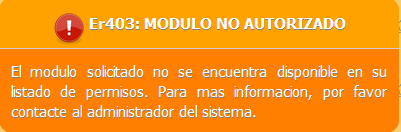 Er403: MODULO NO AUTORIZADO
El modulo solicitado no se encuentra disponible en su
listado de permisos. Para mas informacion, por favor
contacte al administrador del sistema.